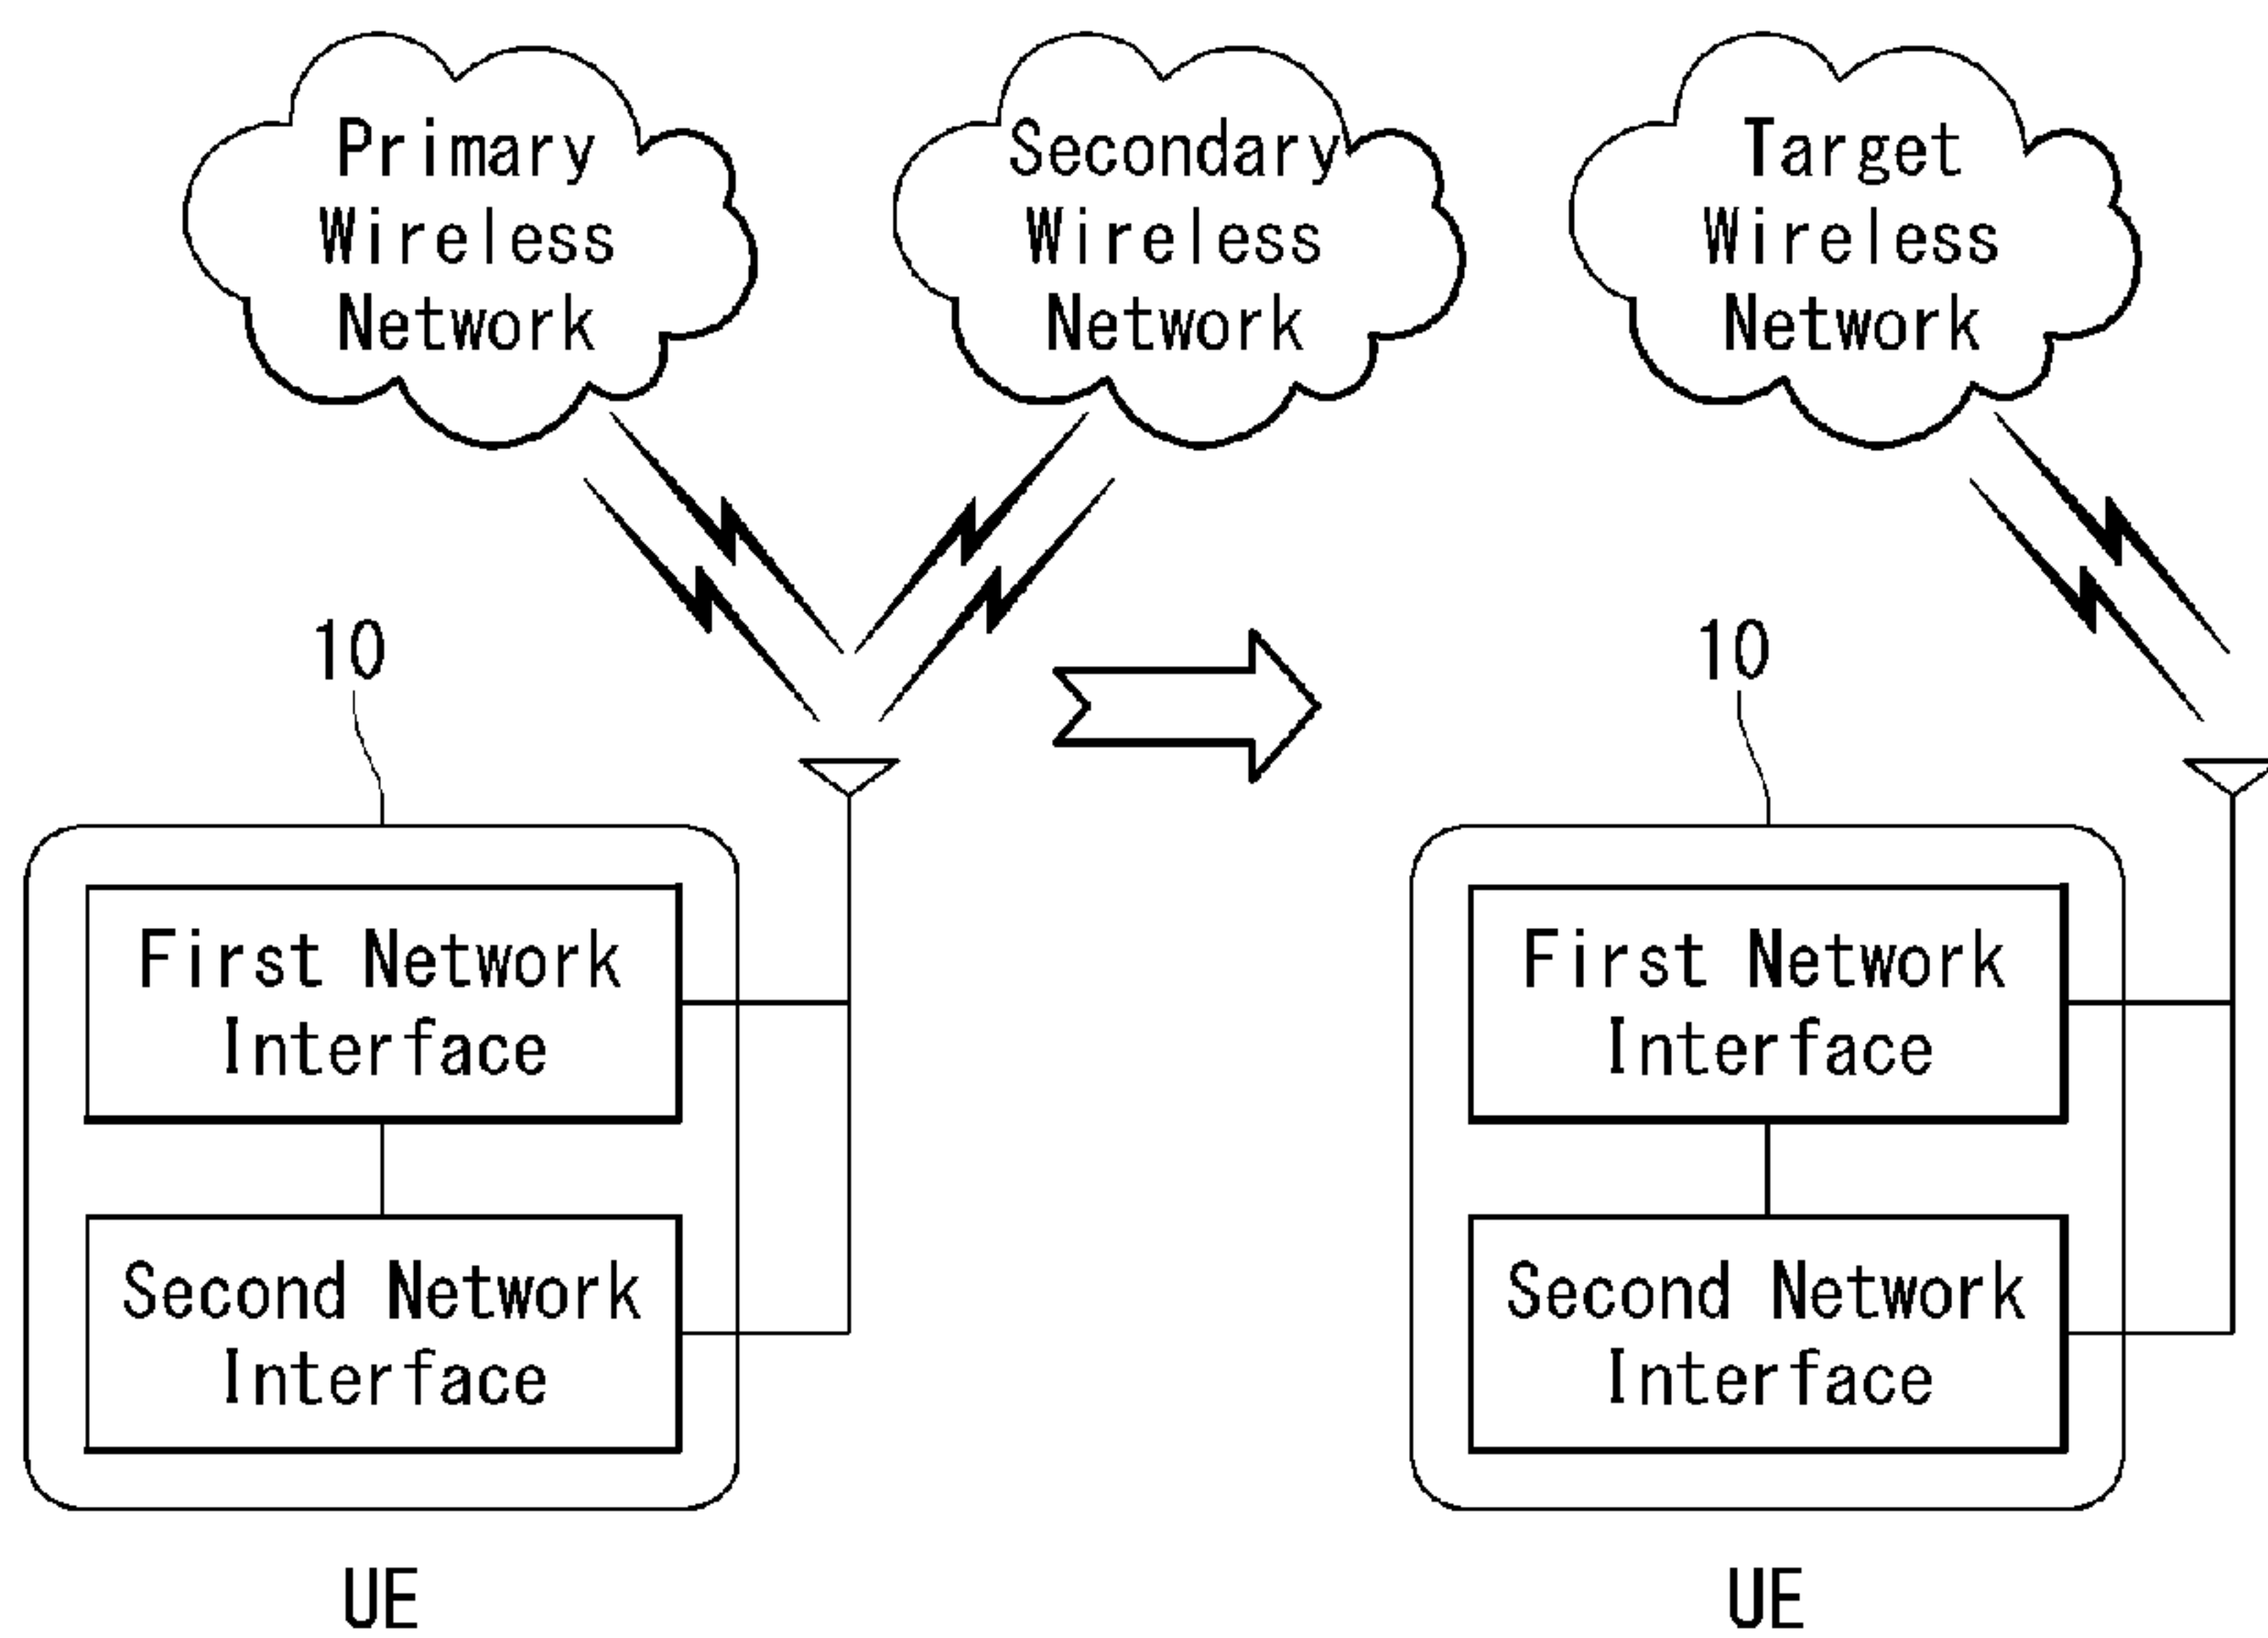 Primary
Wireless
Network
Secondary
Wireless
Network
Target
Wireless
Network
10
10
First Network
Interface
Second Network
Interface
First Network
Interface
Second Network
Interface
UE
UE